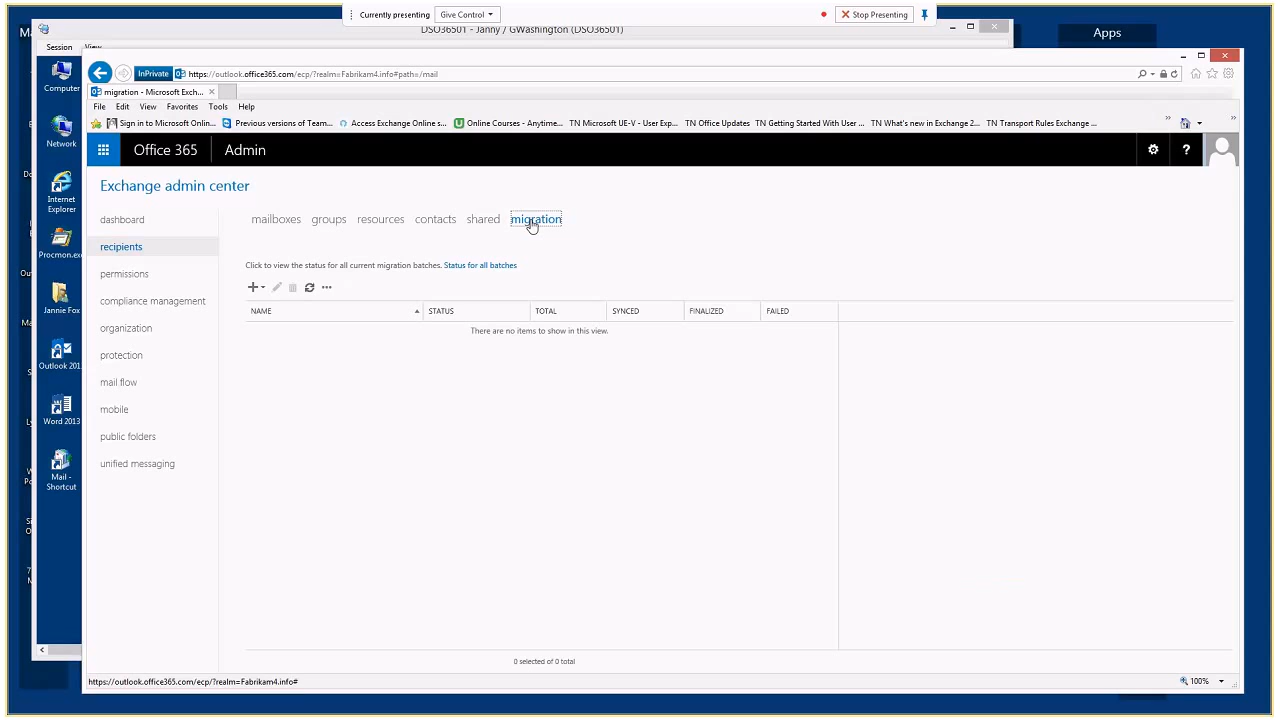 Currently presenting
Give Control
Stop Presenting
DSO36501 - Janny / GWashington (DSO36501)
Session
View
Apps
InPrivate
https://outlook.office365.com/ecp/?realm=Fabrikam4.info#path=/mail
migration - Microsoft Exch...
File Edit View Favorites Tools Help
Sign in to Microsoft Onlin...
Previous versions of Team...
Access Exchange Online s...
Online Courses - Anytime...
TN Microsoft UE-V - User Exp...
TN Office Updates
TN Getting Started With User ...
TN What's new in Exchange 2...
TN Transport Rules Exchange ...
Office 365
Admin
Exchange admin center
dashboard
recipients
permissions
compliance management
organization
protection
mail flow
mobile
public folders
unified messaging
mailboxes groups resources contacts shared migration
Click to view the status for all current migration batches. Status for all batches
NAME STATUS TOTAL SYNCED FINALIZED FAILED
There are no items to show in this view.
0 selected of 0 total
https://outlook.office365.com/ecp/?realm=Fabrikam4.info#
100%
Computer
Network
Internet
Explorer
Procmon.exe
Jannie Fox
Outlook 201
Word 2013
Mail -
Shortcut